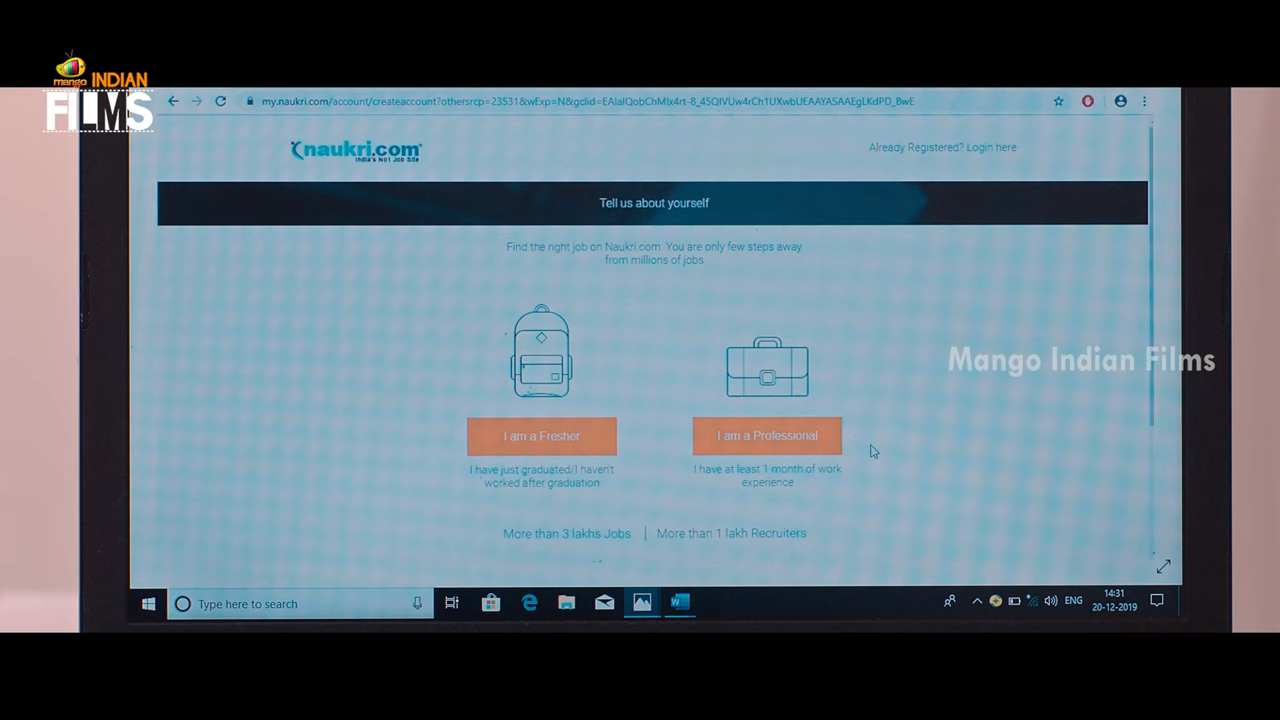 mango INDIAN
FILMS
my.naukri.com/account/createaccount?othersrcp=23531&wExp=N&gclid=EAIaIQobChMIx4rt-8_45QIVUw4rCh1UXwbUEAAYASAAEgLKdPD_BwE
naukri.com
India's No1 Job Site
Already Registered? Login here
Tell us about yourself
Find the right job on Naukri.com. You are only few steps away
from millions of jobs
Mango Indian Films
I am a Fresher
I am a Professional
I have just graduated/I haven't
worked after graduation
I have at least 1 month of work
experience
More than 3 lakhs Jobs | More than 1 lakh Recruiters
Type here to search
ENG
14:31
20-12-2019